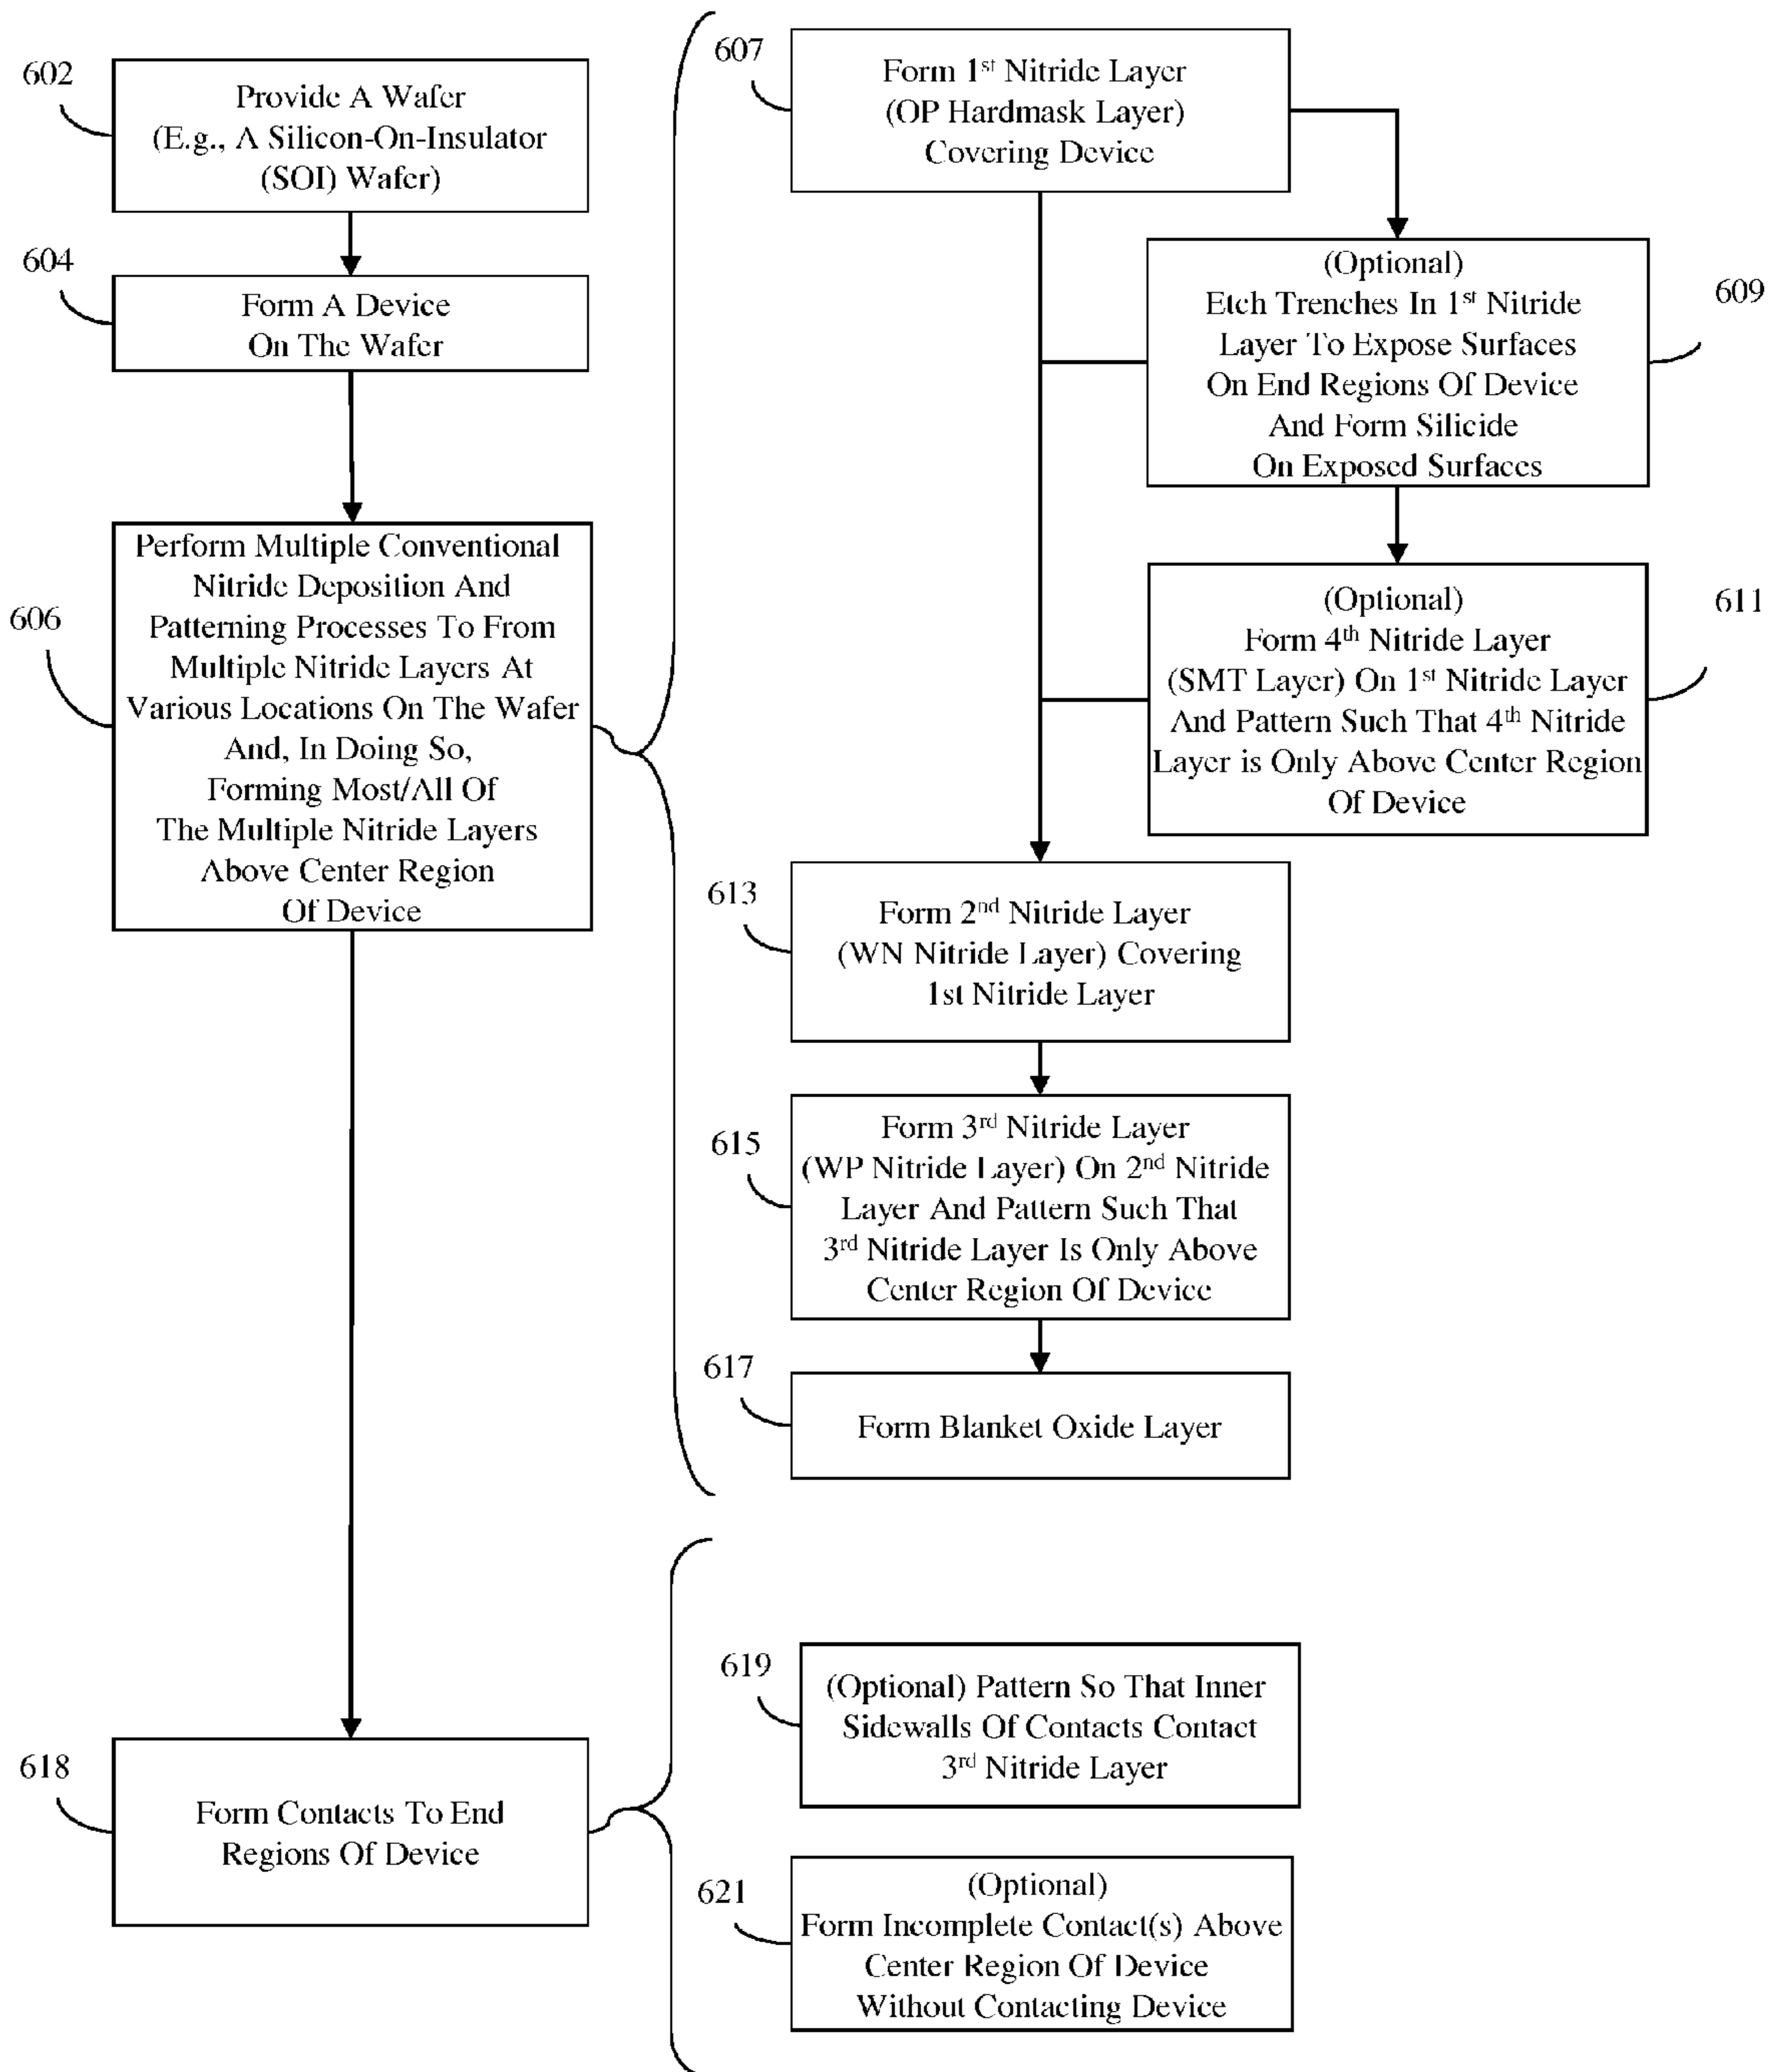 602
Provide A Wafer
(E.g., A Silicon-On-Insulator
(SOI) Wafer)
604
Form A Device
On The Wafer
606
Perform Multiple Conventional
Nitride Deposition And
Patterning Processes To From
Multiple Nitride Layers At
Various Locations On The Wafer
And, In Doing So,
Forming Most/All Of
The Multiple Nitride Layers
Above Center Region
Of Device
607
Form 1st Nitride Layer
(OP Hardmask Layer)
Covering Device
(Optional)
Etch Trenches In 1st Nitride
Layer To Expose Surfaces
On End Regions Of Device
And Form Silicide
On Exposed Surfaces
609
(Optional)
Form 4th Nitride Layer
(SMT Layer) On 1st Nitride Layer
And Pattern Such That 4th Nitride
Layer is Only Above Center Region
Of Device
611
613
Form 2nd Nitride Layer
(WN Nitride Layer) Covering
1st Nitride Layer
615
Form 3rd Nitride Layer
(WP Nitride Layer) On 2nd Nitride
Layer And Pattern Such That
3rd Nitride Layer Is Only Above
Center Region Of Device
617
Form Blanket Oxide Layer
618
Form Contacts To End
Regions Of Device
619
(Optional) Pattern So That Inner
Sidewalls Of Contacts Contact
3rd Nitride Layer
621
(Optional)
Form Incomplete Contact(s) Above
Center Region Of Device
Without Contacting Device